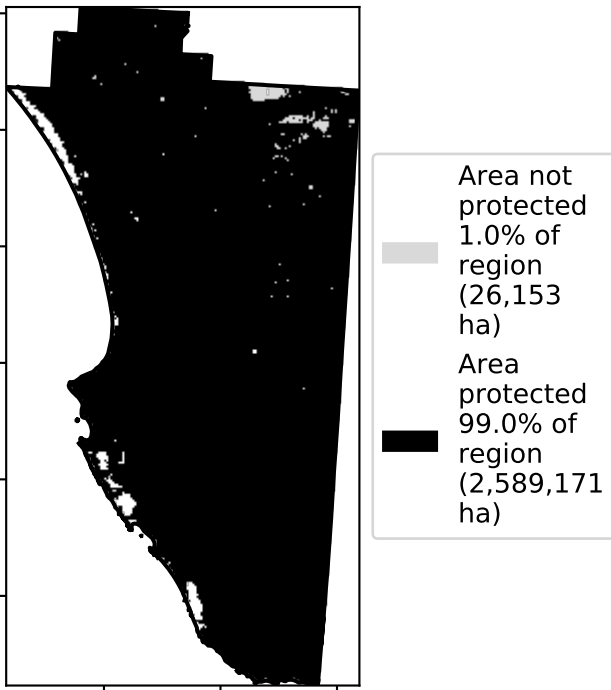 Area not
protected
1.0% of
region
(26,153
ha)
Area
protected
99.0% of
region
(2,589,171
ha)